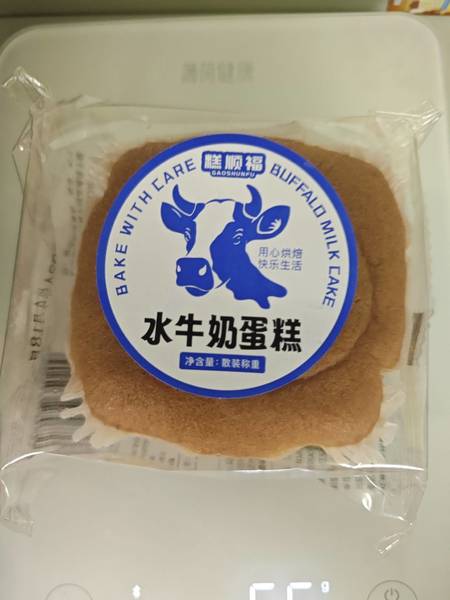 糕顺福
GAOSHUNFU
BAKE WITH CARE
BUFFALO MILK CAKE
用心烘焙
快乐生活
水牛奶蛋糕
净含量:散装称重
g